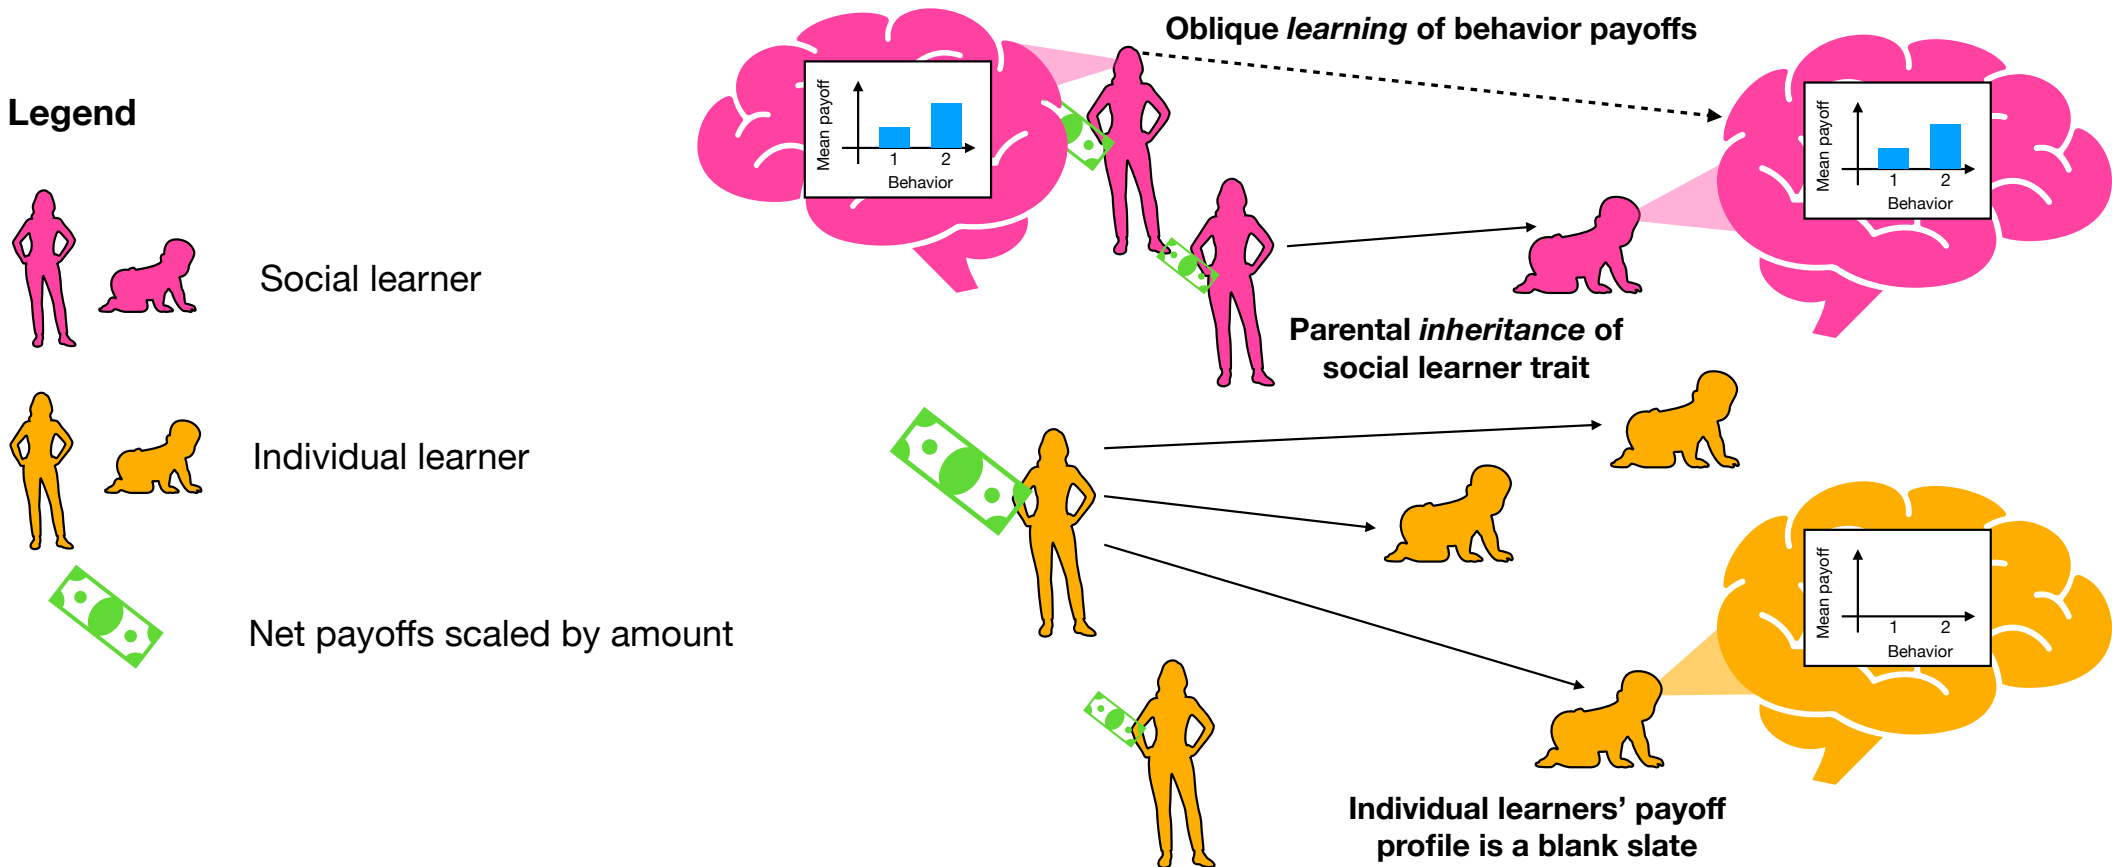 Legend
Social learner
Individual learner
Net payoffs scaled by amount
Oblique learning of behavior payoffs
Mean payoff
1 2
Behavior
Mean payoff
1 2
Behavior
Parental inheritance of
social learner trait
Mean payoff
1 2
Behavior
Individual learners’ payoff
profile is a blank slate